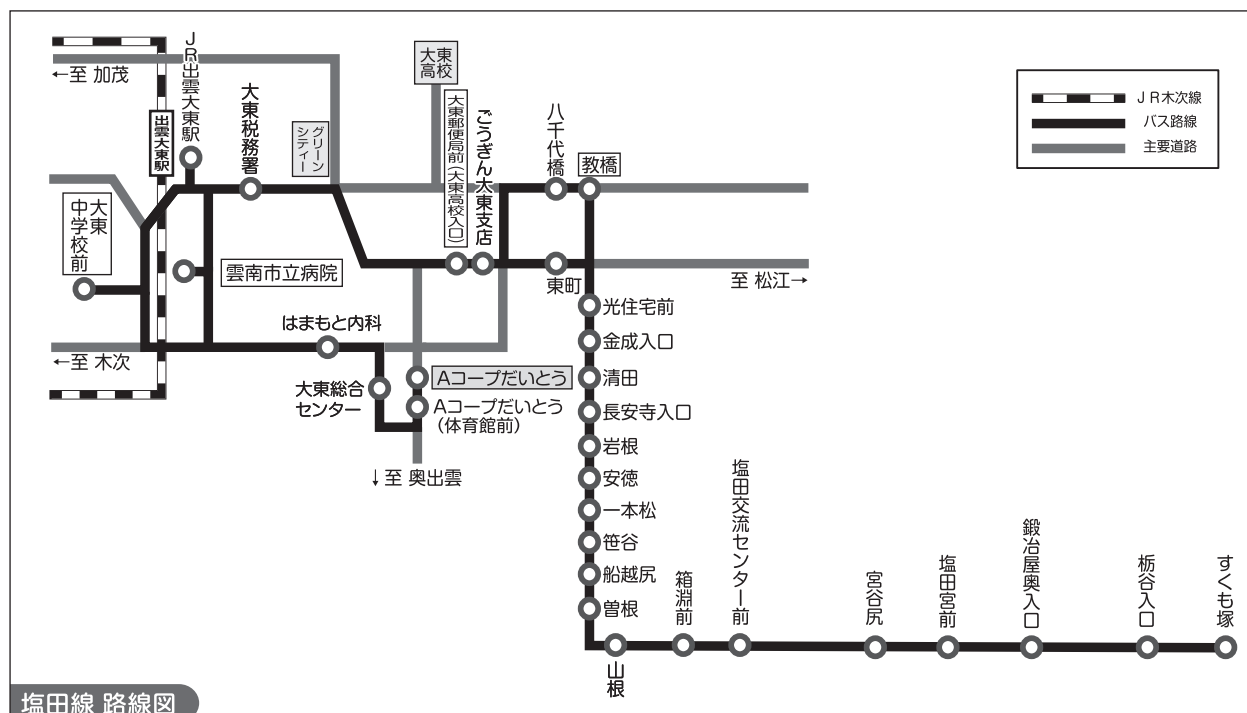 ←至 加茂
JR出雲大東駅
出雲大東駅
大東税務署
グリーン
シティー
大東
高校
大東郵便局前(大東高校入口)
ごうぎん大東支店
八千代橋
教橋
JR木次線
バス路線
主要道路
大東
中学校前
雲南市立病院
東町
至 松江→
←至 木次
はまもと内科
大東総合
センター
Aコープだいとう
Aコープだいとう
(体育館前)
↓至 奥出雲
光住宅前
金成入口
清田
長安寺入口
岩根
安徳
一本松
笹谷
船越尻
曽根
山根
箱淵前
塩田交流センター前
宮谷尻
塩田宮前
鍛冶屋奥入口
栃谷入口
すくも塚
塩田線 路線図